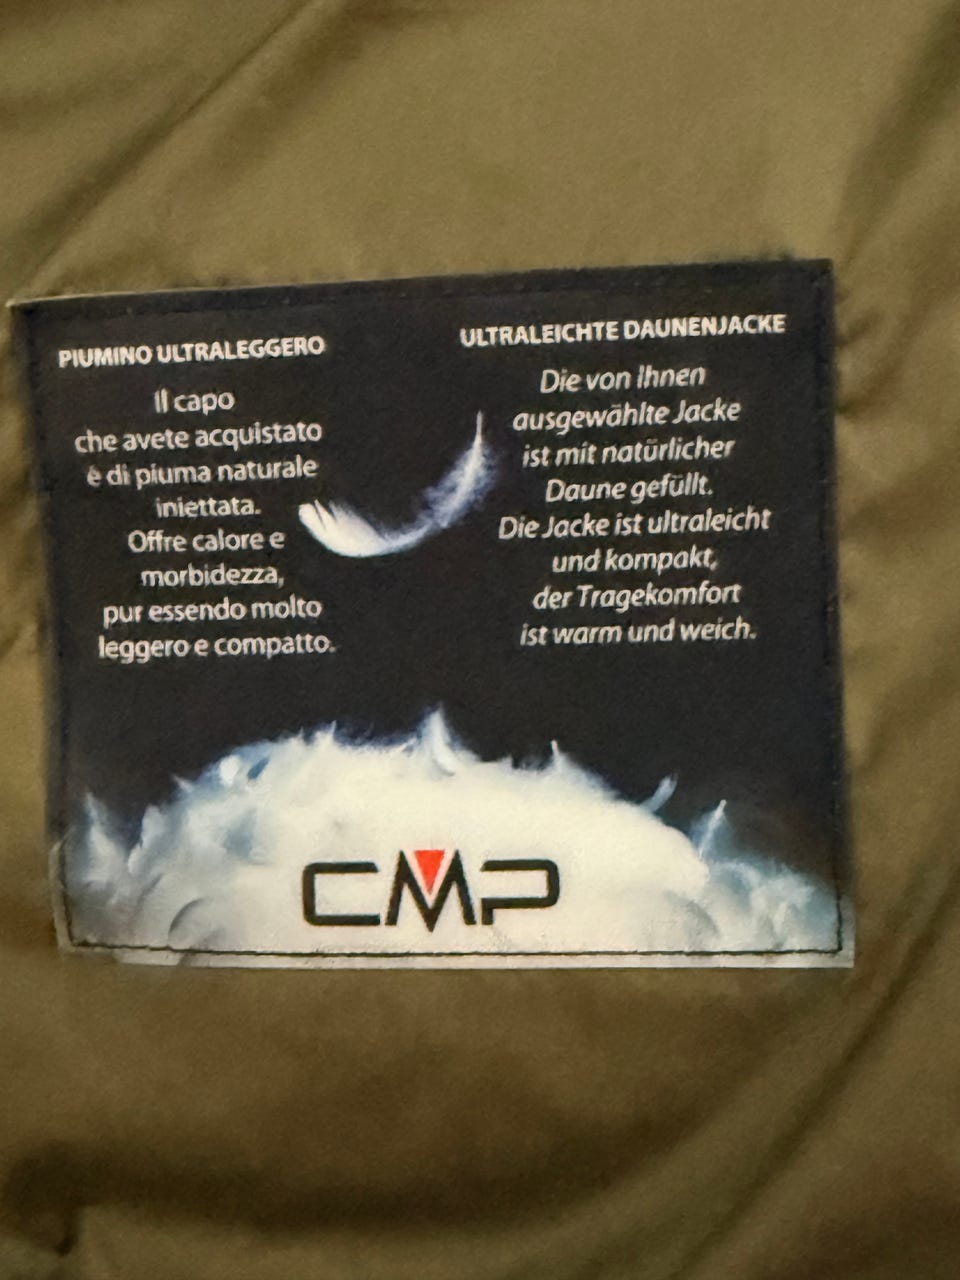 PIUMINO ULTRALEGGERO
Il capo
che avete acquistato
è di piuma naturale
iniettata.
Offre calore e
morbidezza,
pur essendo molto
leggero e compatto.
ULTRALEICHTE DAUNENJACKE
Die von Ihnen
ausgewählte Jacke
ist mit natürlicher
Daune gefüllt.
Die Jacke ist ultraleicht
und kompakt,
der Tragekomfort
ist warm und weich.
CMP